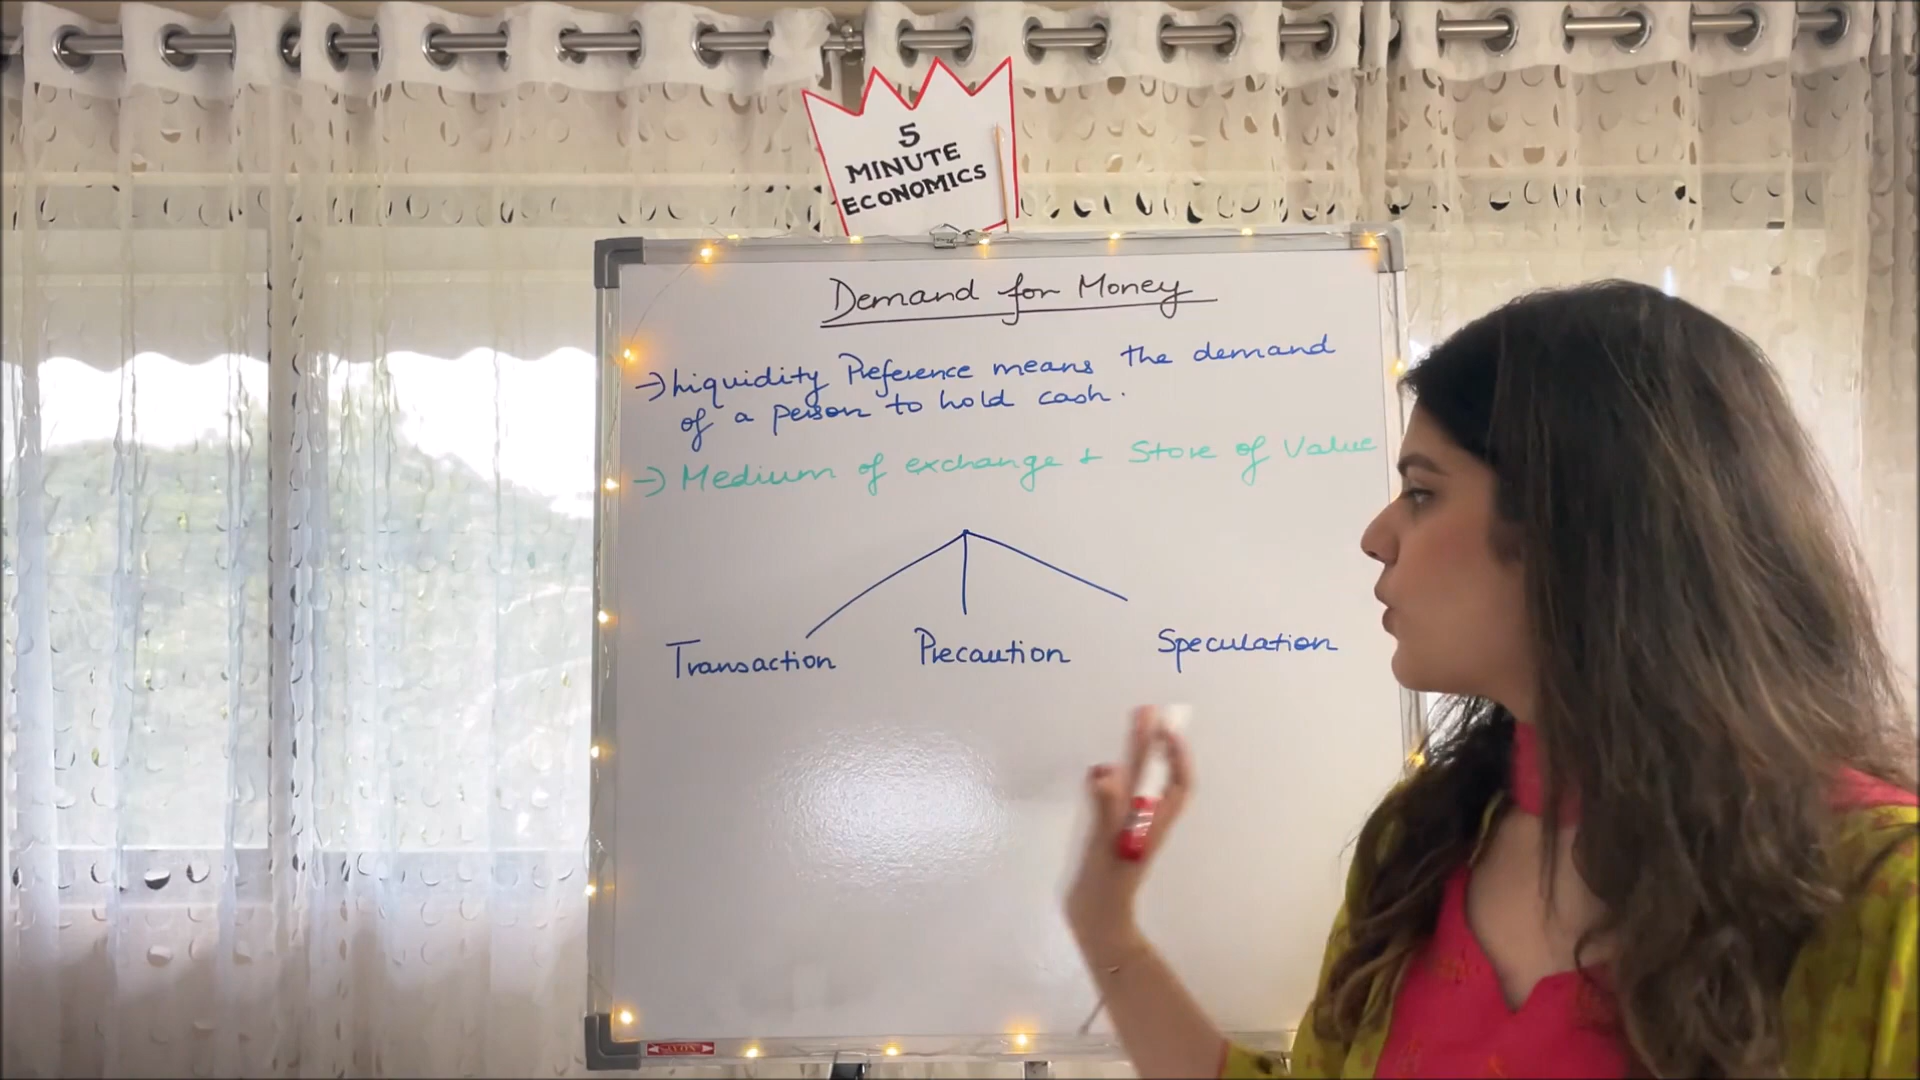 5
MINUTE
ECONOMICS
Demand for Money
→ Liquidity Preference means the demand
of a person to hold cash.
→ Medium of exchange + Store of Value
Transaction Precaution Speculation